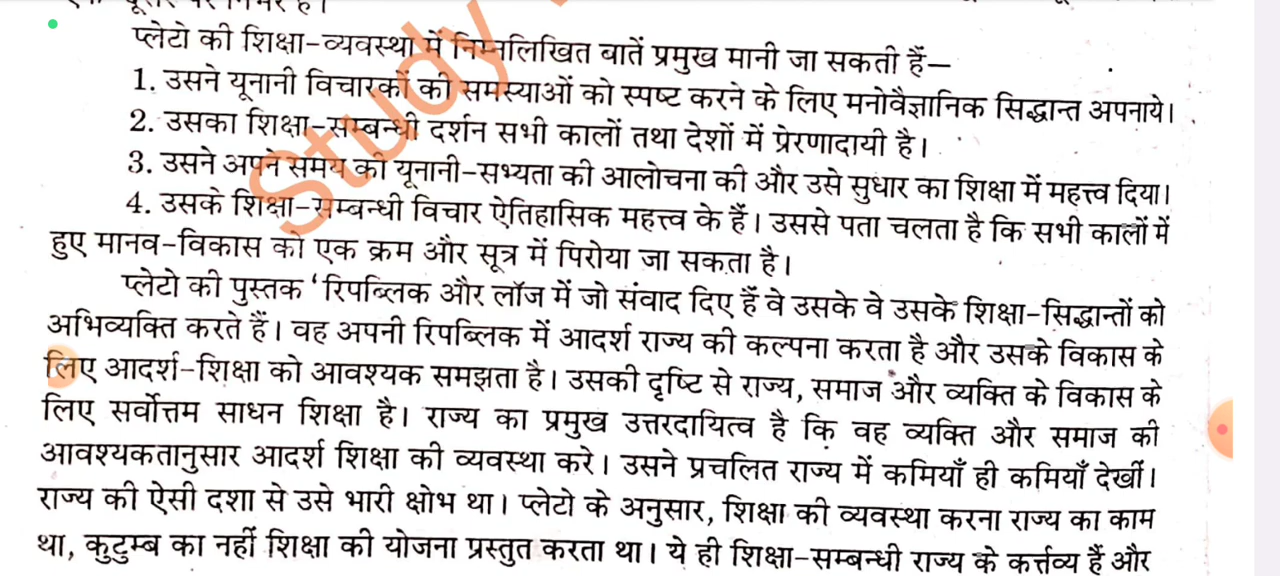 प्लेटो की शिक्षा-व्यवस्था में निम्नलिखित बातें प्रमुख मानी जा सकती हैं—
1. उसने यूनानी विचारकों की समस्याओं को स्पष्ट करने के लिए मनोवैज्ञानिक सिद्धान्त अपनाये।
2. उसका शिक्षा-सम्बन्धी दर्शन सभी कालों तथा देशों में प्रेरणादायी है।
3. उसने अपने समय की यूनानी-सभ्यता की आलोचना की और उसे सुधार का शिक्षा में महत्त्व दिया।
4. उसके शिक्षा-सम्बन्धी विचार ऐतिहासिक महत्त्व के हैं। उससे पता चलता है कि सभी कालों में
हुए मानव-विकास को एक क्रम और सूत्र में पिरोया जा सकता है।
प्लेटो की पुस्तक ‘रिपब्लिक और लॉज में जो संवाद दिए हैं वे उसके वे उसके शिक्षा-सिद्धान्तों को
अभिव्यक्ति करते हैं। वह अपनी रिपब्लिक में आदर्श राज्य की कल्पना करता है और उसके विकास के
लिए आदर्श-शिक्षा को आवश्यक समझता है। उसकी दृष्टि से राज्य, समाज और व्यक्ति के विकास के
लिए सर्वोत्तम साधन शिक्षा है। राज्य का प्रमुख उत्तरदायित्व है कि वह व्यक्ति और समाज की
आवश्यकतानुसार आदर्श शिक्षा की व्यवस्था करे। उसने प्रचलित राज्य में कमियाँ ही कमियाँ देखीं।
राज्य की ऐसी दशा से उसे भारी क्षोभ था। प्लेटो के अनुसार, शिक्षा की व्यवस्था करना राज्य का काम
था, कुटुम्ब का नहीं शिक्षा की योजना प्रस्तुत करता था। ये ही शिक्षा-सम्बन्धी राज्य के कर्त्तव्य हैं और
Study